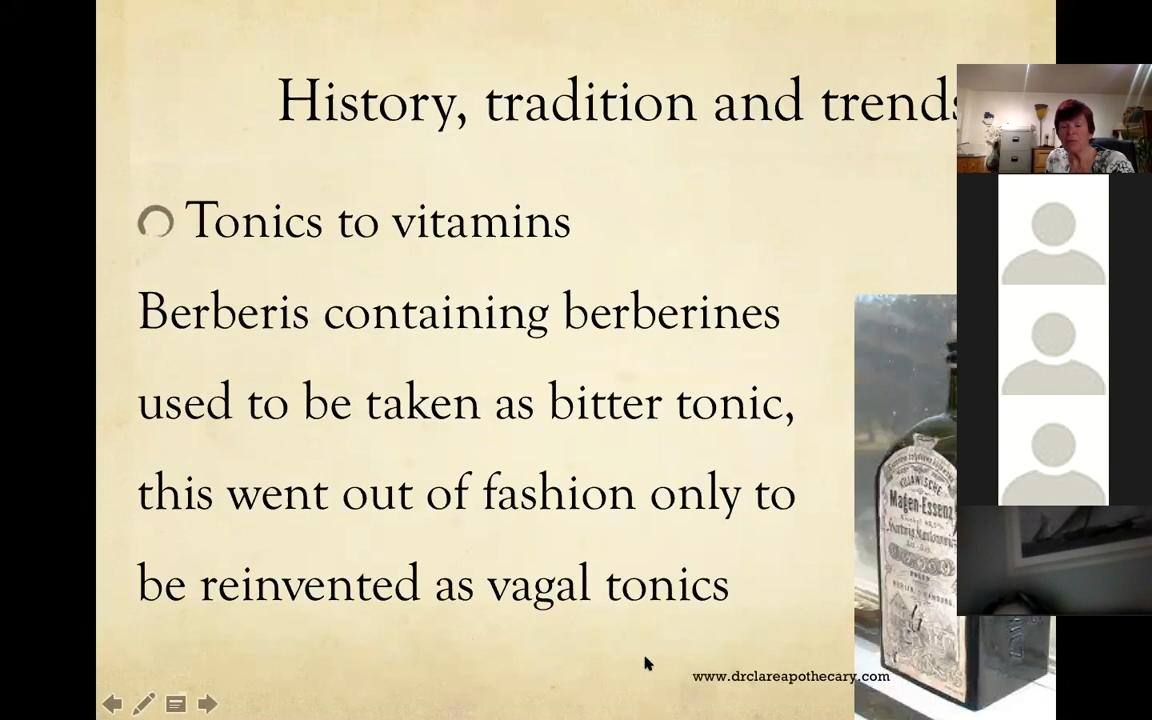 History, tradition and trends
Tonics to vitamins
Berberis containing berberines
used to be taken as bitter tonic,
this went out of fashion only to
be reinvented as vagal tonics
Magen-Essenz
www.drclareapothecary.com